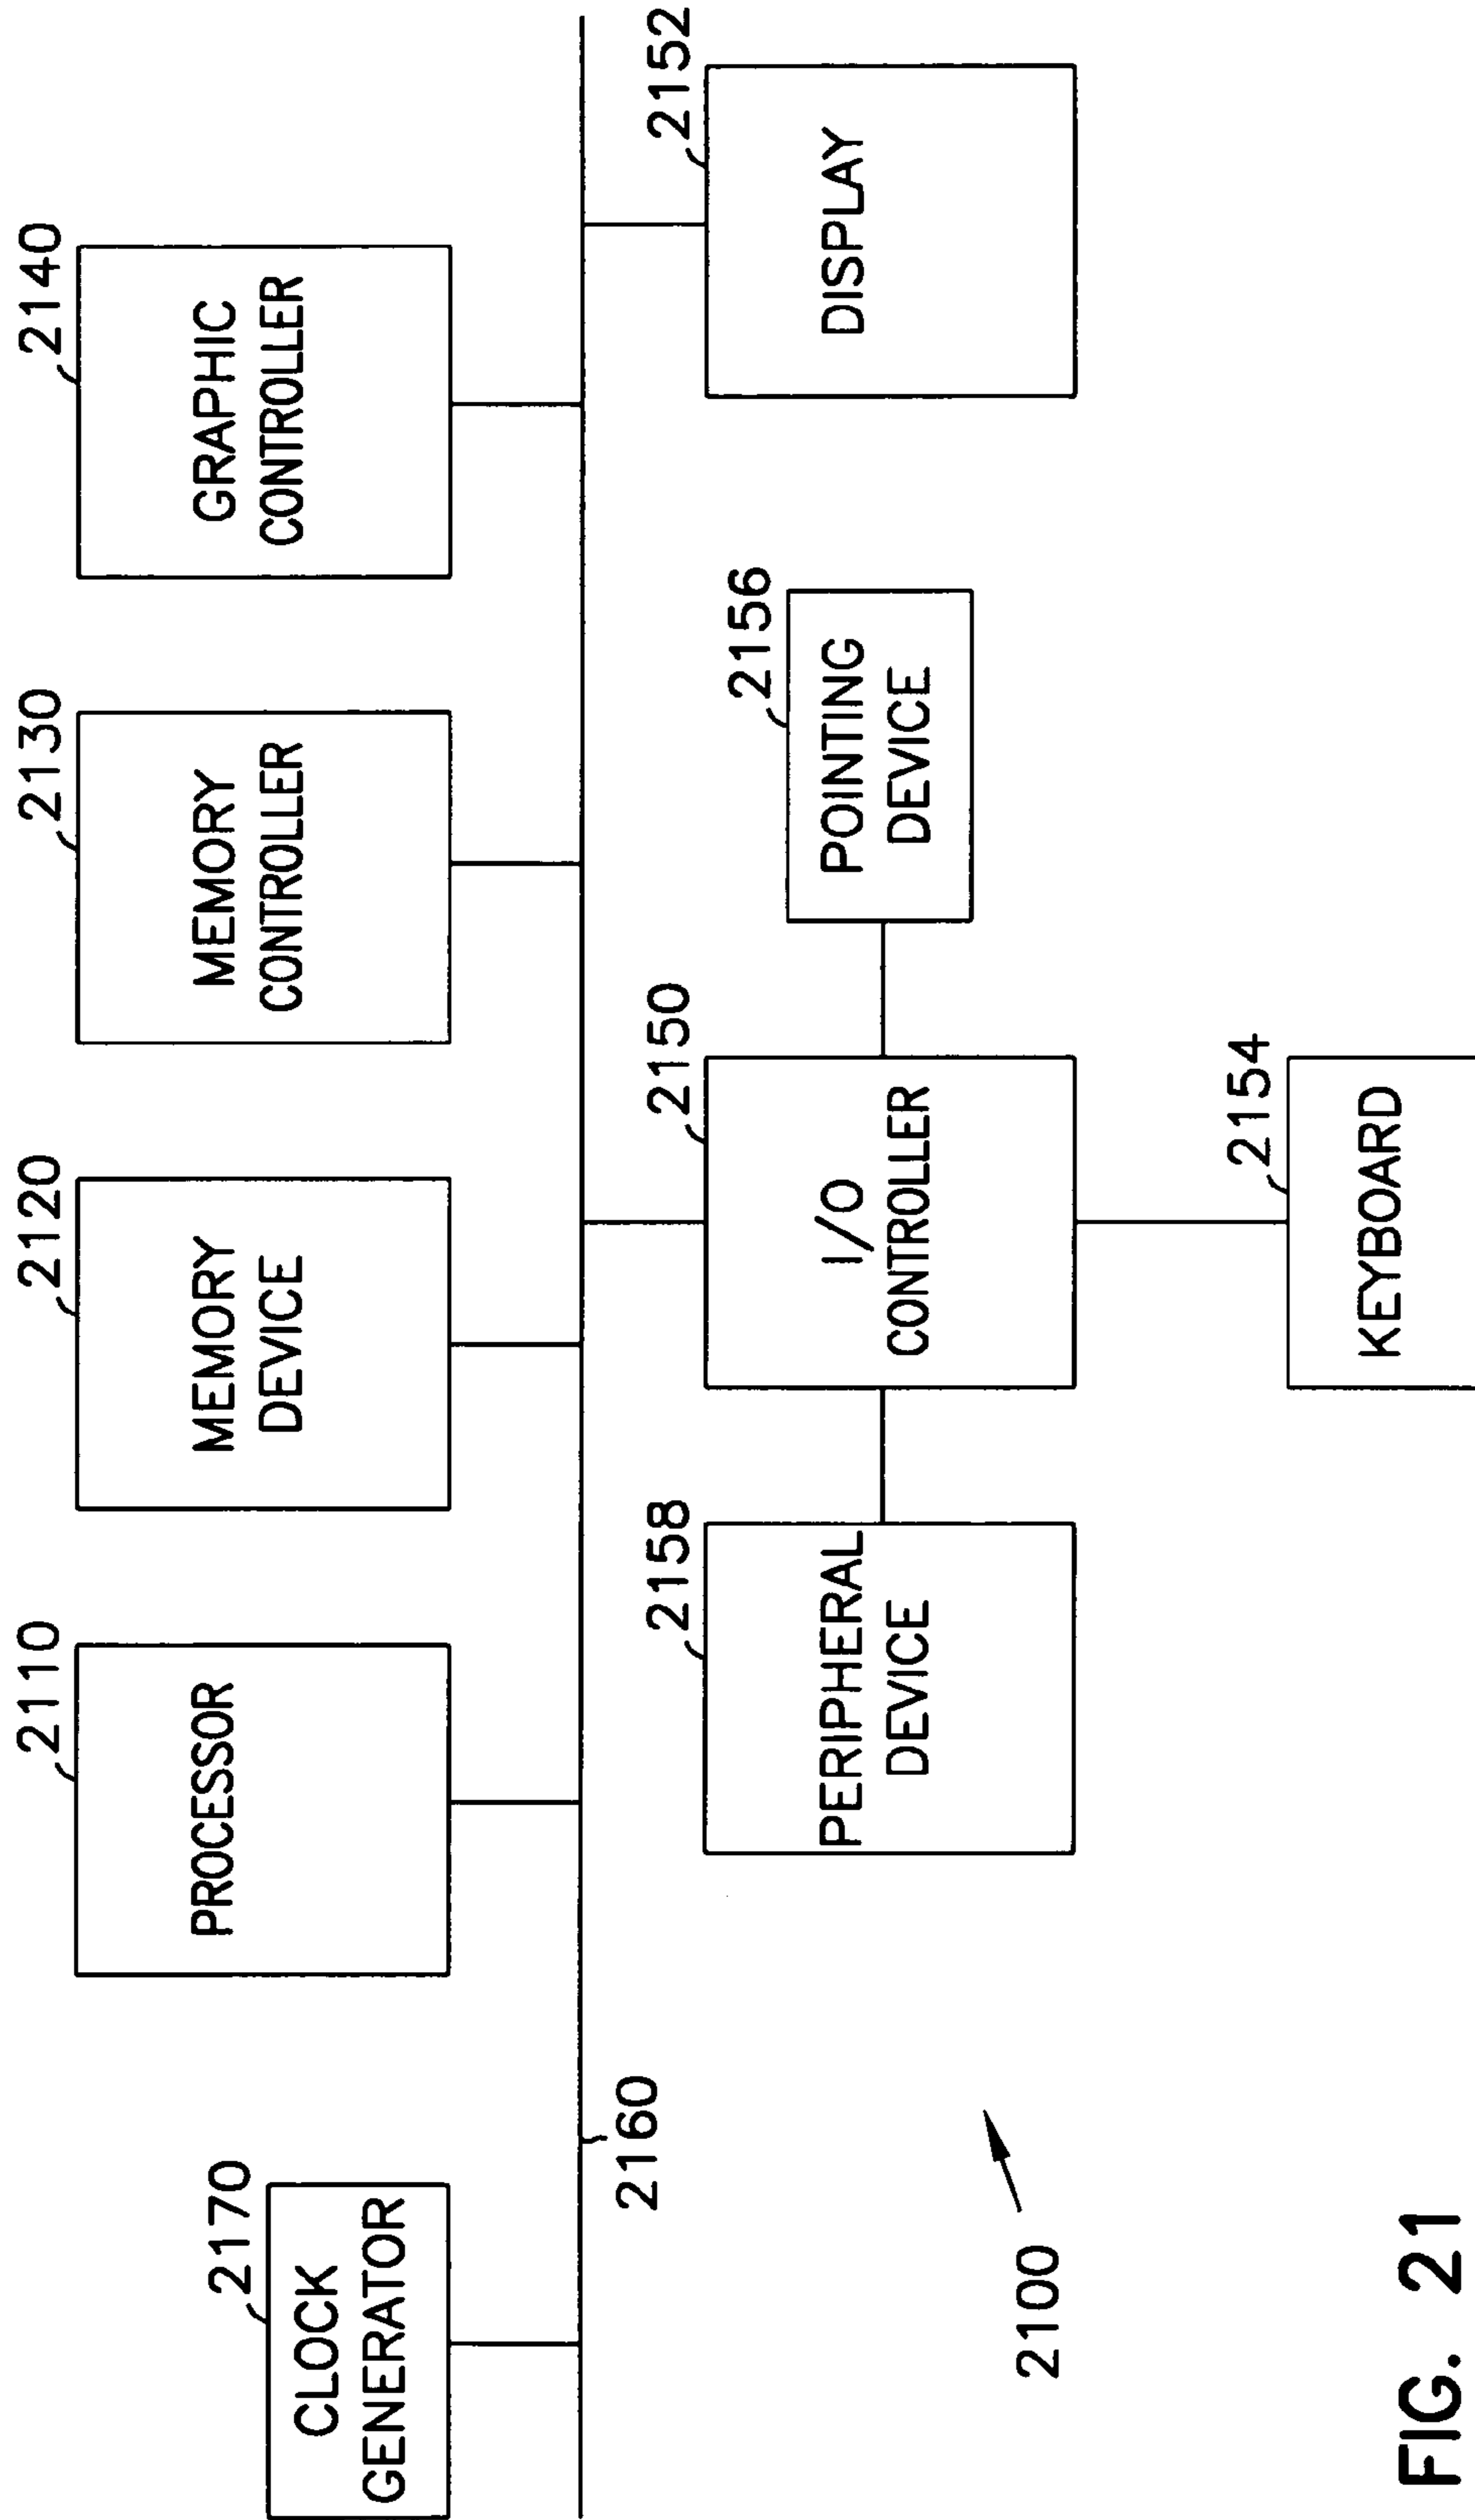 2170
CLOCK
GENERATOR
2110
PROCESSOR
2120
MEMORY
DEVICE
2130
MEMORY
CONTROLLER
2140
GRAPHIC
CONTROLLER
2160
2158
PERIPHERAL
DEVICE
2150
I/O
CONTROLLER
2156
POINTING
DEVICE
2152
DISPLAY
2100
2154
KEYBOARD
FIG. 21